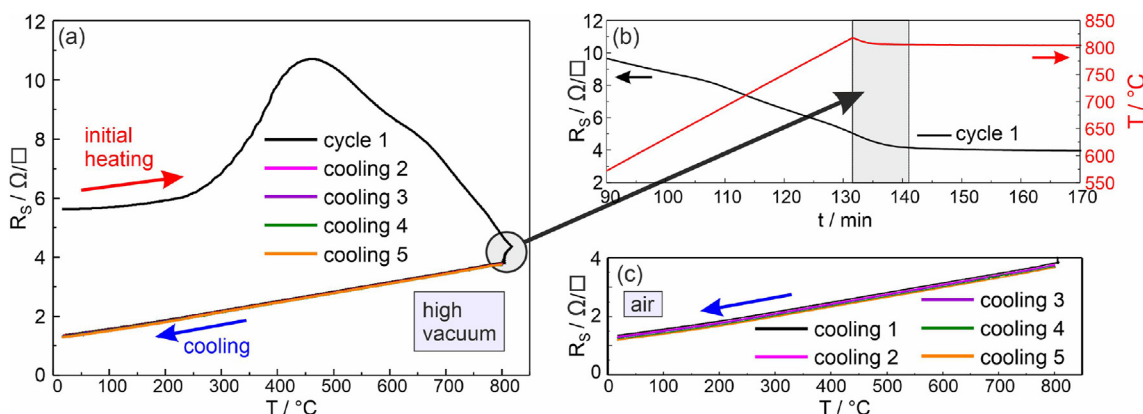 (a)
12
10
8
6
4
2
0
R_S / Ω/□
initial
heating
cycle 1
cooling 2
cooling 3
cooling 4
cooling 5
high
vacuum
cooling
0 100 200 300 400 500 600 700 800
T / °C
(b)
12
10
8
6
4
2
R_S / Ω/□
cycle 1
850
800
750
700
650
600
550
T / °C
90 100 110 120 130 140 150 160 170
t / min
(c)
4
2
0
R_S / Ω/□
air
cooling 3
cooling 1 cooling 4
cooling 2 cooling 5
0 100 200 300 400 500 600 700 800
T / °C